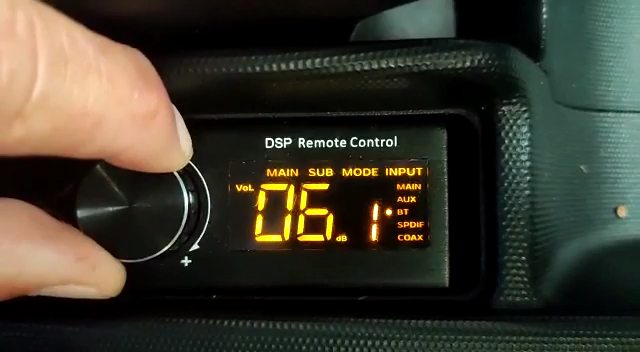 DSP Remote Control
MAIN SUB MODE INPUT
VoL 06 dB 1
MAIN
AUX
BT
SPDIF
COAX
+